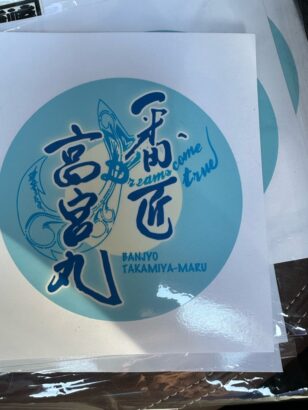 番匠
高宮丸
Dreams come
true
BANJYO
TAKAMIYA-MARU